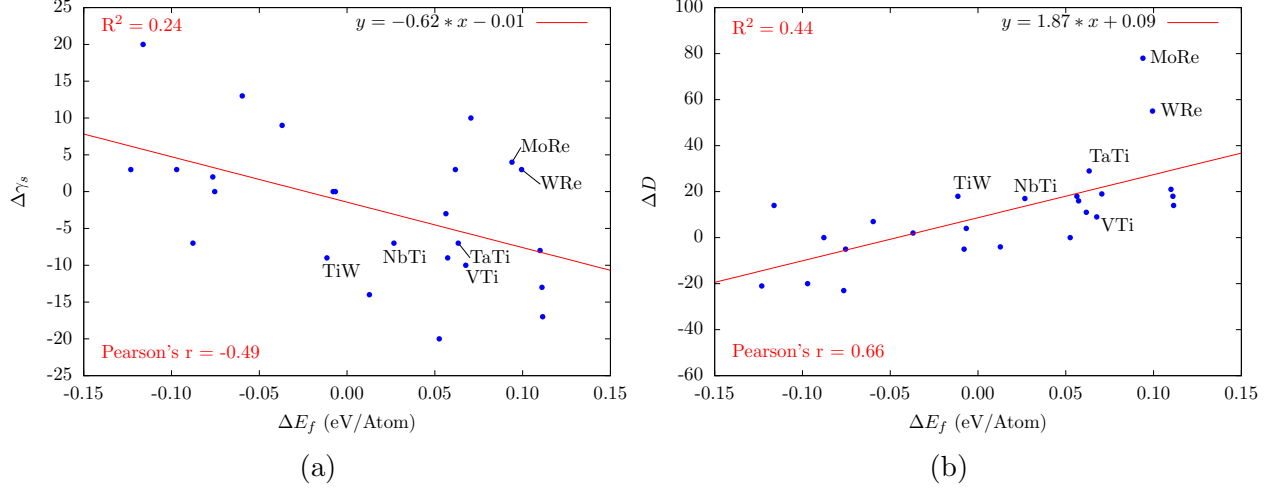 R² = 0.24
y = −0.62 ∗ x − 0.01
25
20
15
10
5
0
-5
-10
-15
-20
-25
Δγₛ
MoRe
WRe
TiW
NbTi
TaTi
VTi
Pearson's r = -0.49
-0.15 -0.10 -0.05 0.00 0.05 0.10 0.15
ΔE_f (eV/Atom)
(a)
R² = 0.44
y = 1.87 ∗ x + 0.09
100
80
60
40
20
0
-20
-40
-60
ΔD
MoRe
WRe
TaTi
TiW
NbTi
VTi
Pearson's r = 0.66
-0.15 -0.10 -0.05 0.00 0.05 0.10 0.15
ΔE_f (eV/Atom)
(b)